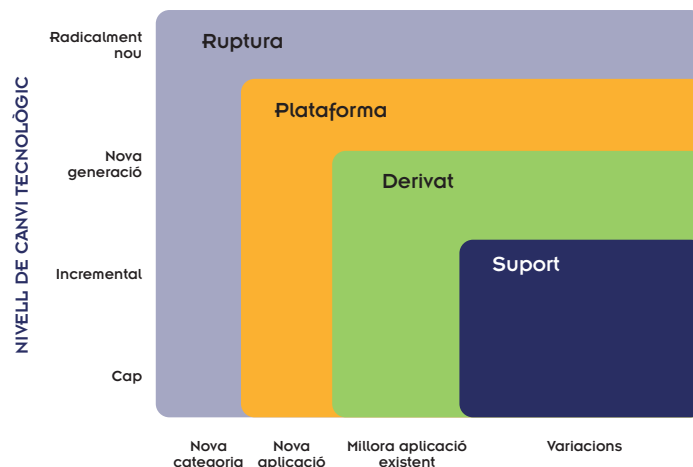 NIVELL DE CANVI TECNOLÒGIC
Radicalment
nou
Nova
generació
Incremental
Cap
Ruptura
Plataforma
Derivat
Suport
Nova
categoria
Nova
aplicació
Millora aplicació
existent
Variacions